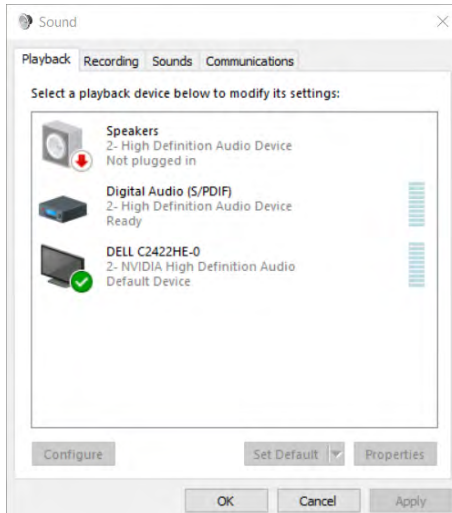 Sound
Playback Recording Sounds Communications
Select a playback device below to modify its settings:
Speakers
2- High Definition Audio Device
Not plugged in
Digital Audio (S/PDIF)
2- High Definition Audio Device
Ready
DELL C2422HE-0
2- NVIDIA High Definition Audio
Default Device
Configure Set Default Properties
OK Cancel Apply